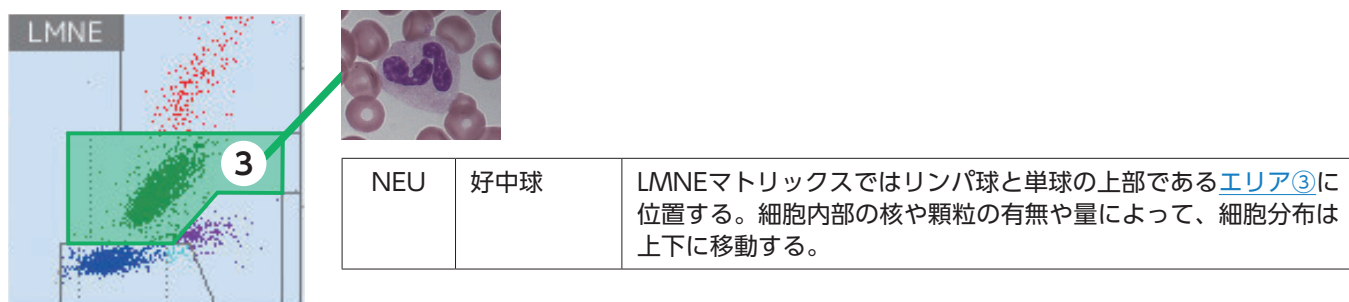 LMNE
3
NEU
好中球
LMNEマトリックスではリンパ球と単球の上部であるエリア③に
位置する。細胞内部の核や顆粒の有無や量によって、細胞分布は
上下に移動する。